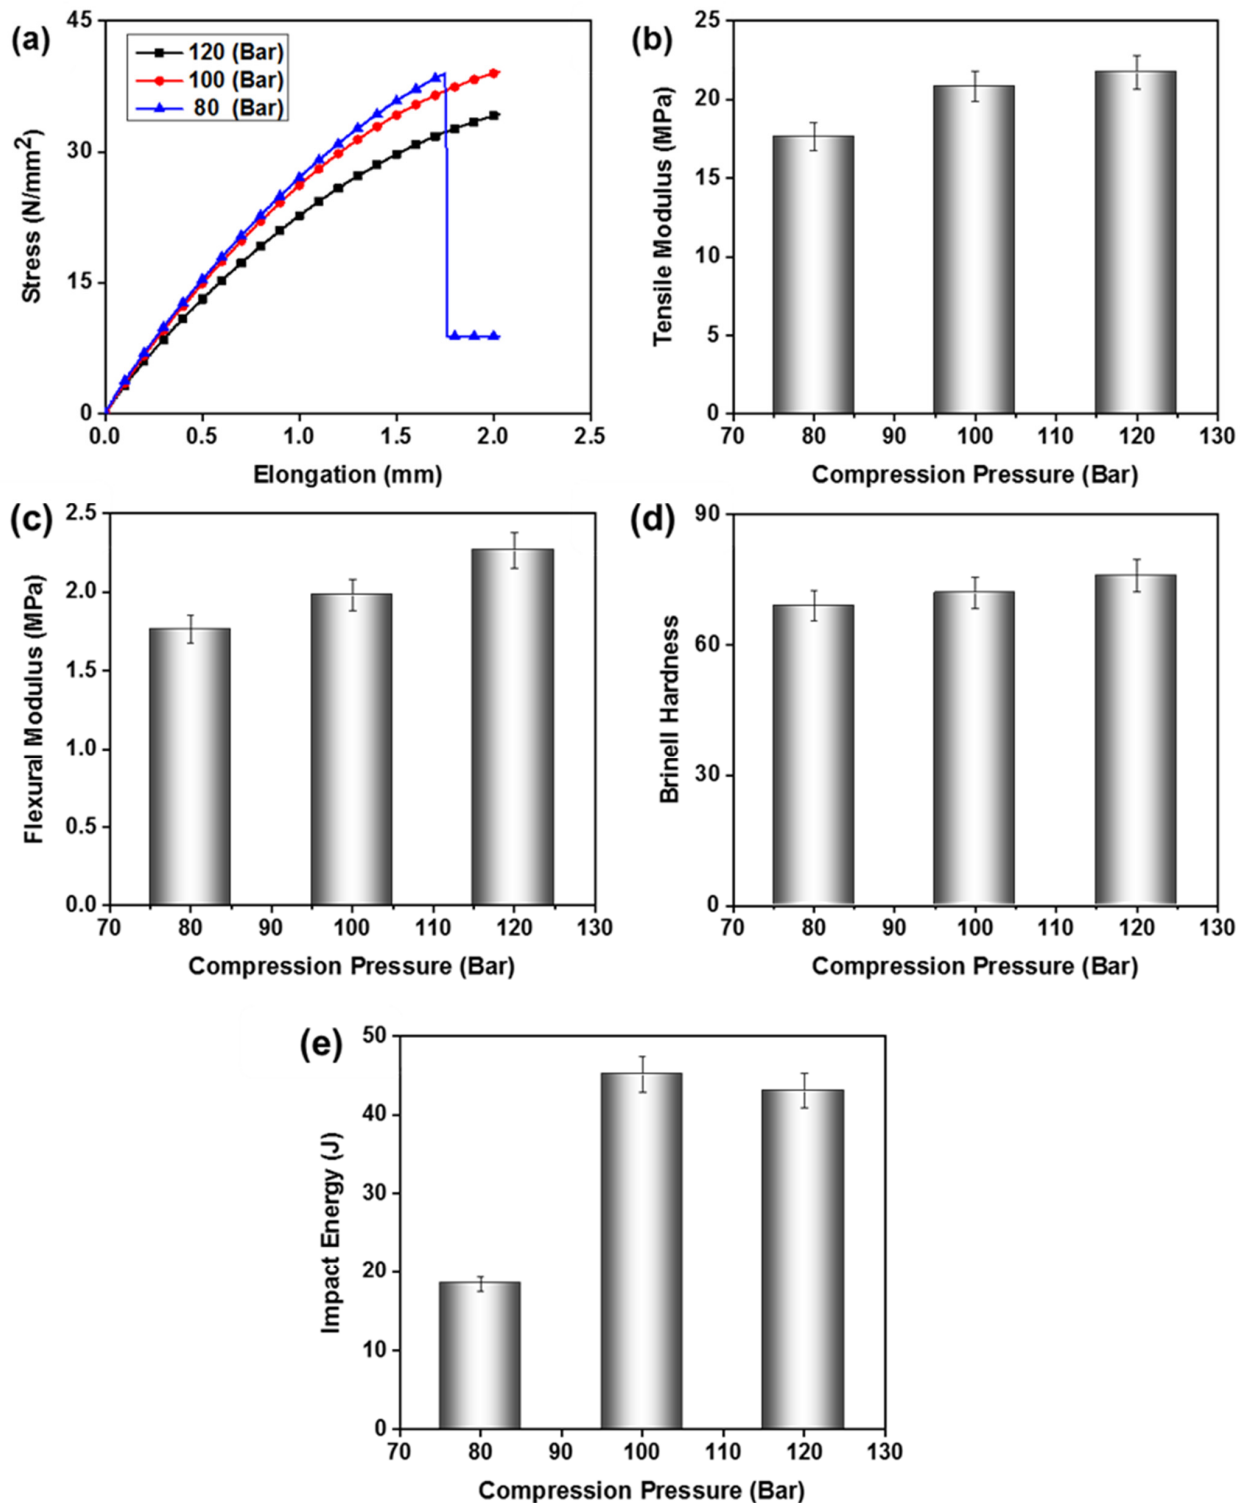 (a)
120 (Bar)
100 (Bar)
80 (Bar)
45
30
15
0
0.0 0.5 1.0 1.5 2.0 2.5
Stress (N/mm²)
Elongation (mm)
(b)
25
20
15
10
5
0
70 80 90 100 110 120 130
Tensile Modulus (MPa)
Compression Pressure (Bar)
(c)
2.5
2.0
1.5
1.0
0.5
0.0
70 80 90 100 110 120 130
Flexural Modulus (MPa)
Compression Pressure (Bar)
(d)
90
60
30
0
70 80 90 100 110 120 130
Brinell Hardness
Compression Pressure (Bar)
(e)
50
40
30
20
10
0
70 80 90 100 110 120 130
Impact Energy (J)
Compression Pressure (Bar)